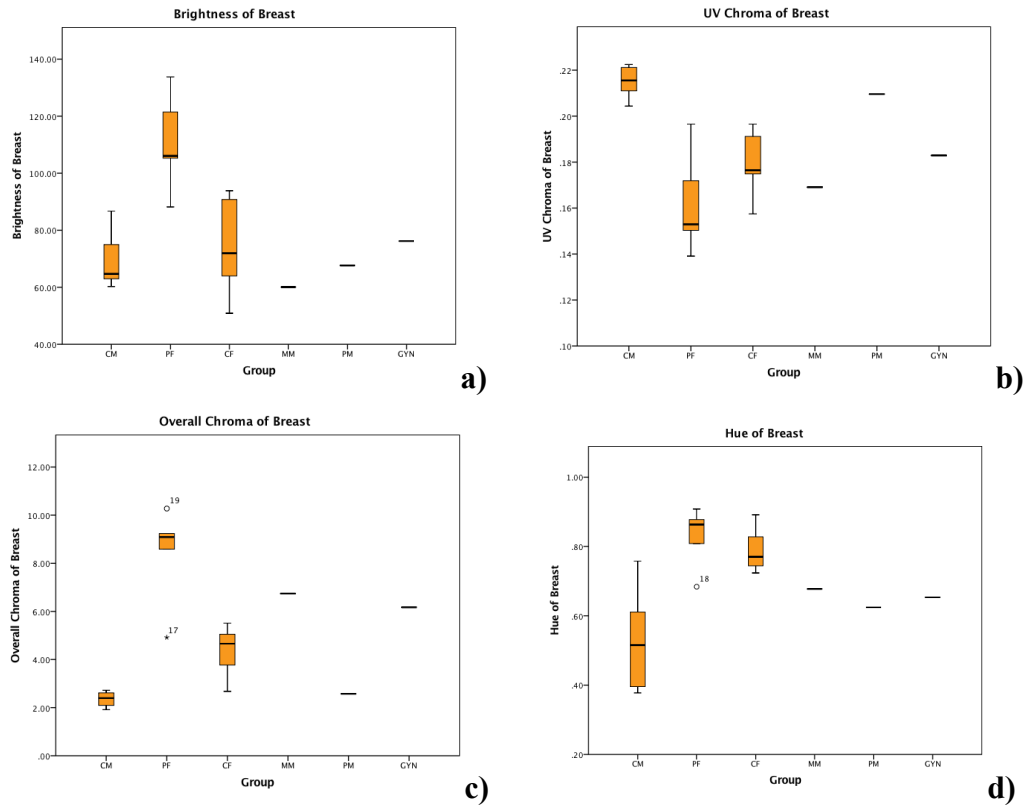 Brightness of Breast
Brightness of Breast
140.00
120.00
100.00
80.00
60.00
40.00
CM PF CF MM PM GYN
Group
a)
UV Chroma of Breast
UV Chroma of Breast
.22
.20
.18
.16
.14
.12
.10
CM PF CF MM PM GYN
Group
b)
Overall Chroma of Breast
Overall Chroma of Breast
12.00
10.00
8.00
6.00
4.00
2.00
.00
19
17
CM PF CF MM PM GYN
Group
c)
Hue of Breast
Hue of Breast
1.00
.80
.60
.40
.20
18
CM PF CF MM PM GYN
Group
d)